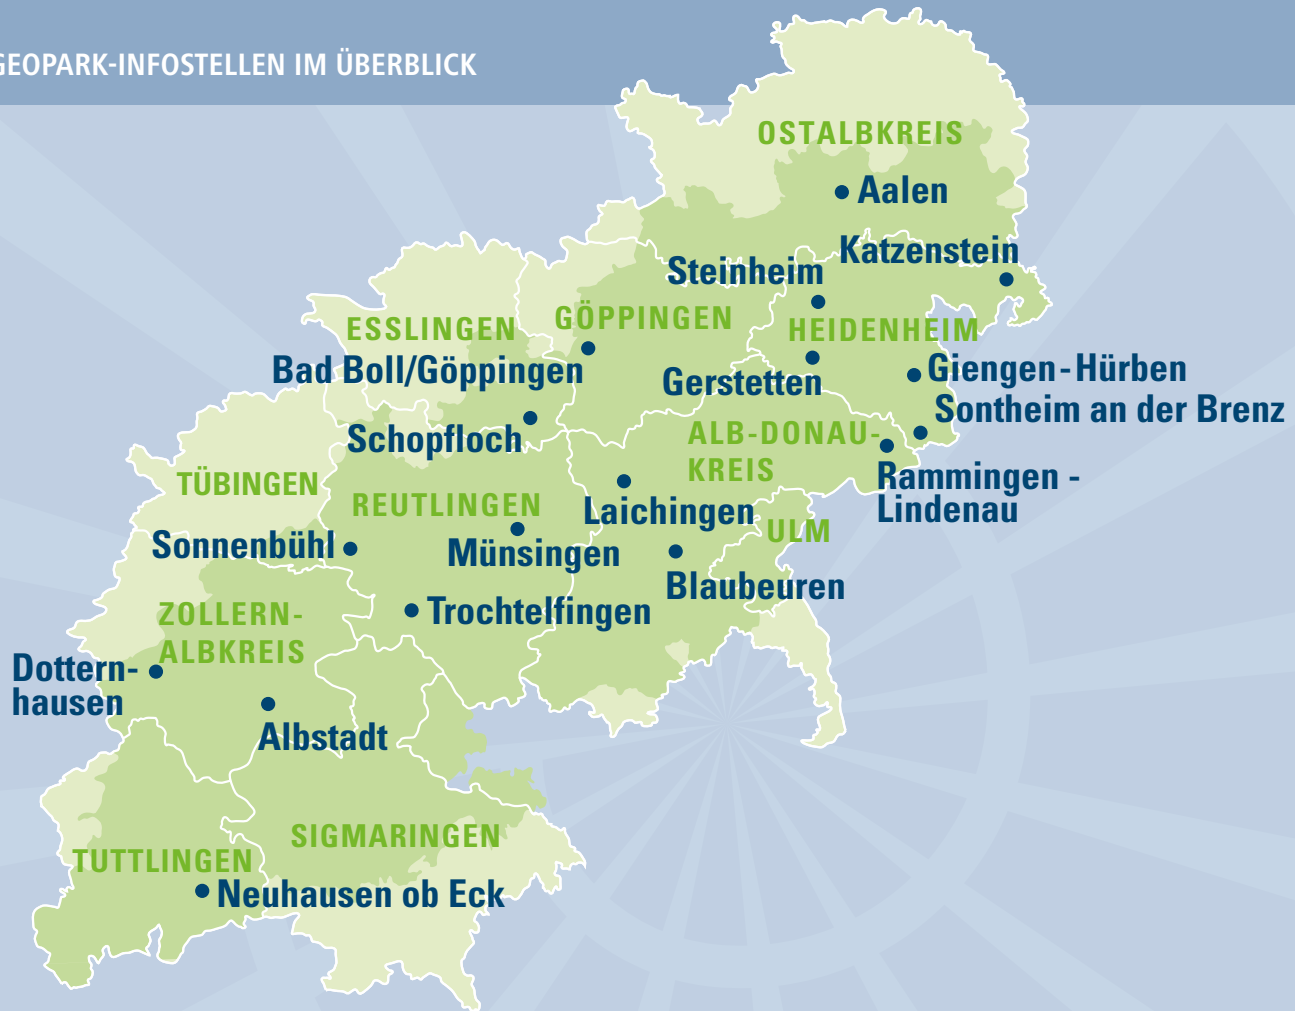 GEOPARK-INFOSTELLEN IM ÜBERBLICK
OSTALBKREIS
Aalen
Katzenstein
Steinheim
GÖPPINGEN
ESSLINGEN
HEIDENHEIM
Bad Boll/Göppingen
Gerstetten
Giengen-Hürben
Sontheim an der Brenz
Schopfloch
ALB-DONAU-
KREIS
Rammingen -
Lindenau
TÜBINGEN
REUTLINGEN
Laichingen
ULM
Sonnenbühl
Münsingen
Blaubeuren
ZOLLERN-
ALBKREIS
Trochtelfingen
Dottern-
hausen
Albstadt
SIGMARINGEN
TUTTLINGEN
Neuhausen ob Eck